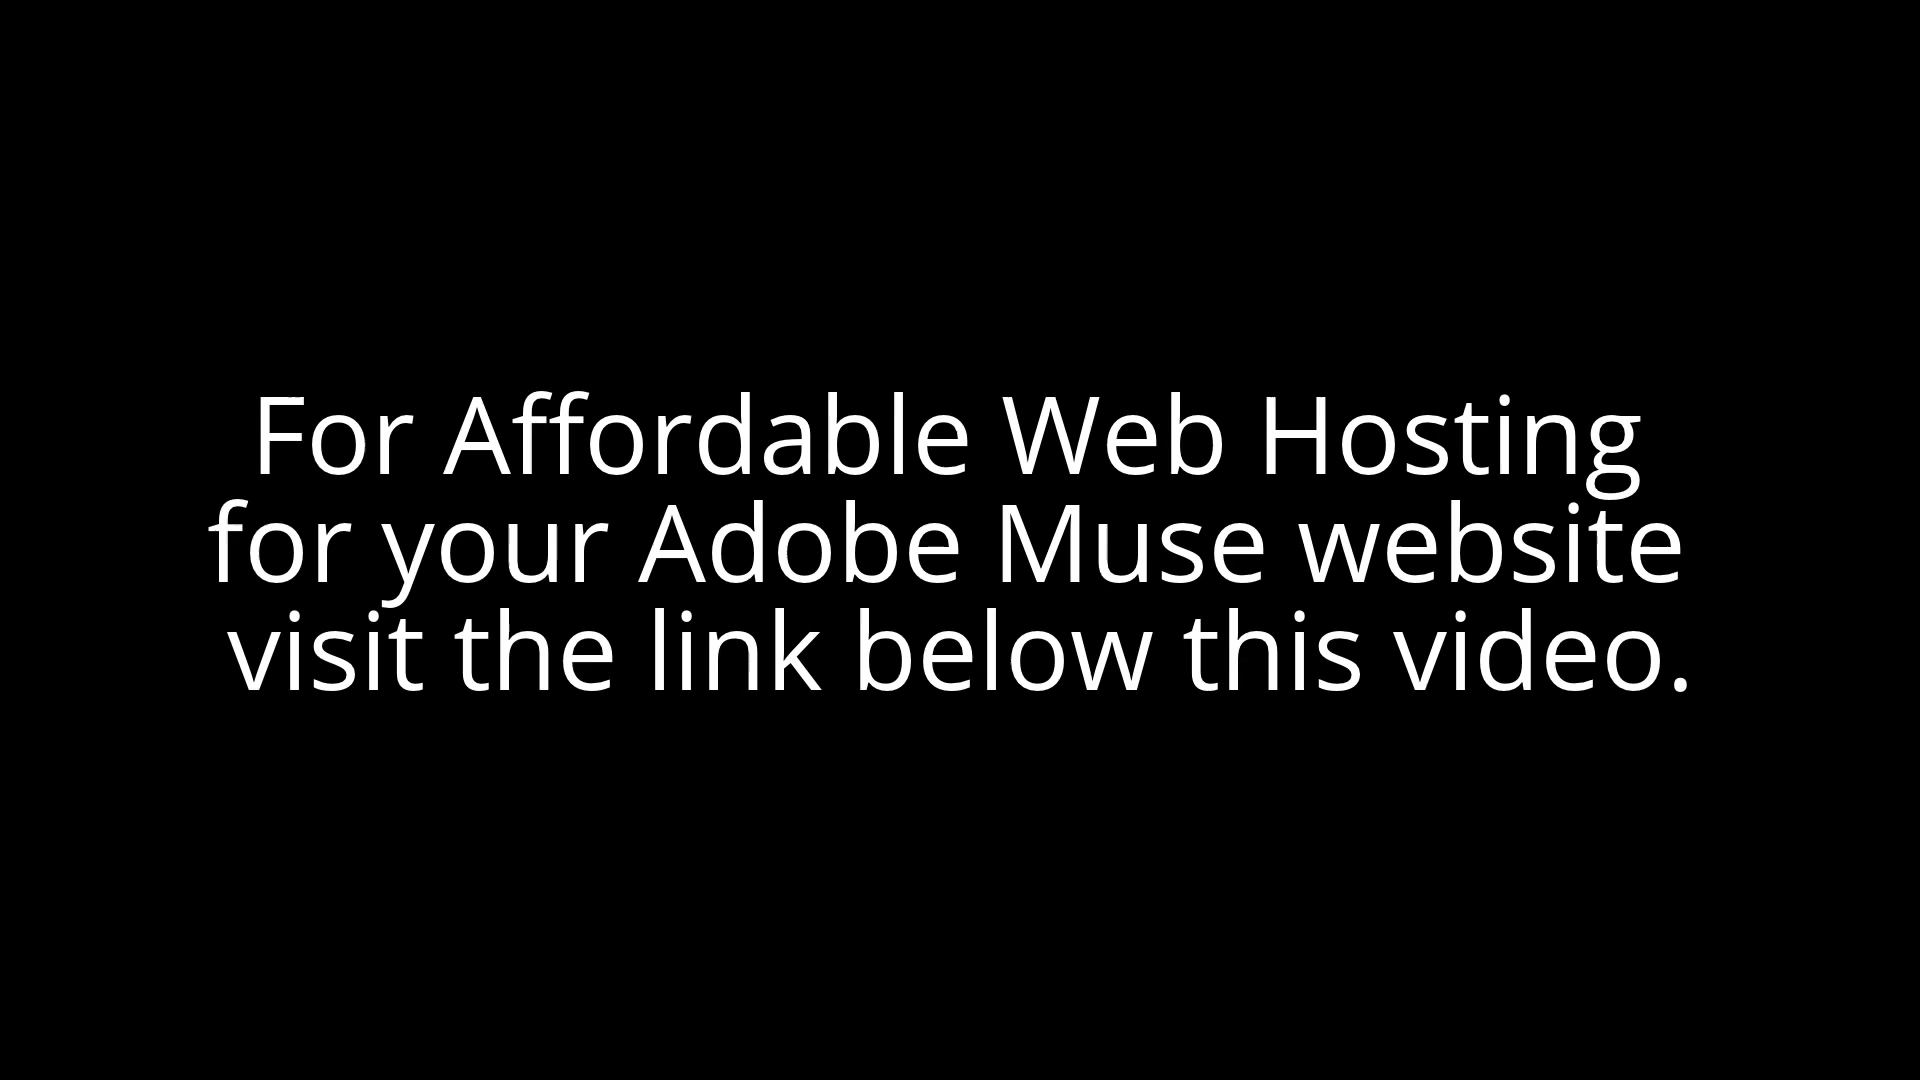 For Affordable Web Hosting
for your Adobe Muse website
visit the link below this video.